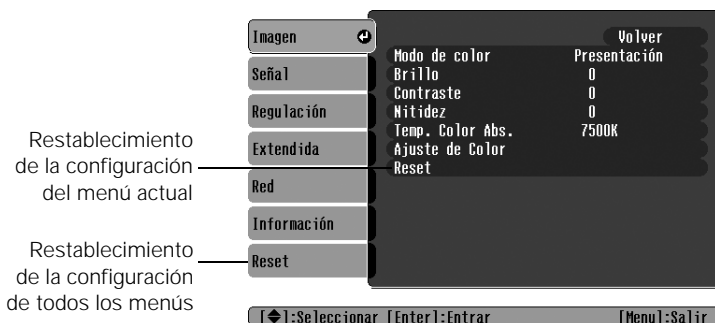 Imagen
Señal
Regulación
Extendida
Red
Información
Reset
Volver
Modo de color Presentación
Brillo 0
Contraste 0
Nitidez 0
Temp. Color Abs. 7500K
Ajuste de Color
Reset
Restablecimiento
de la configuración
del menú actual
Restablecimiento
de la configuración
de todos los menús
[ ]:Seleccionar [Enter]:Entrar [Menu]:Salir